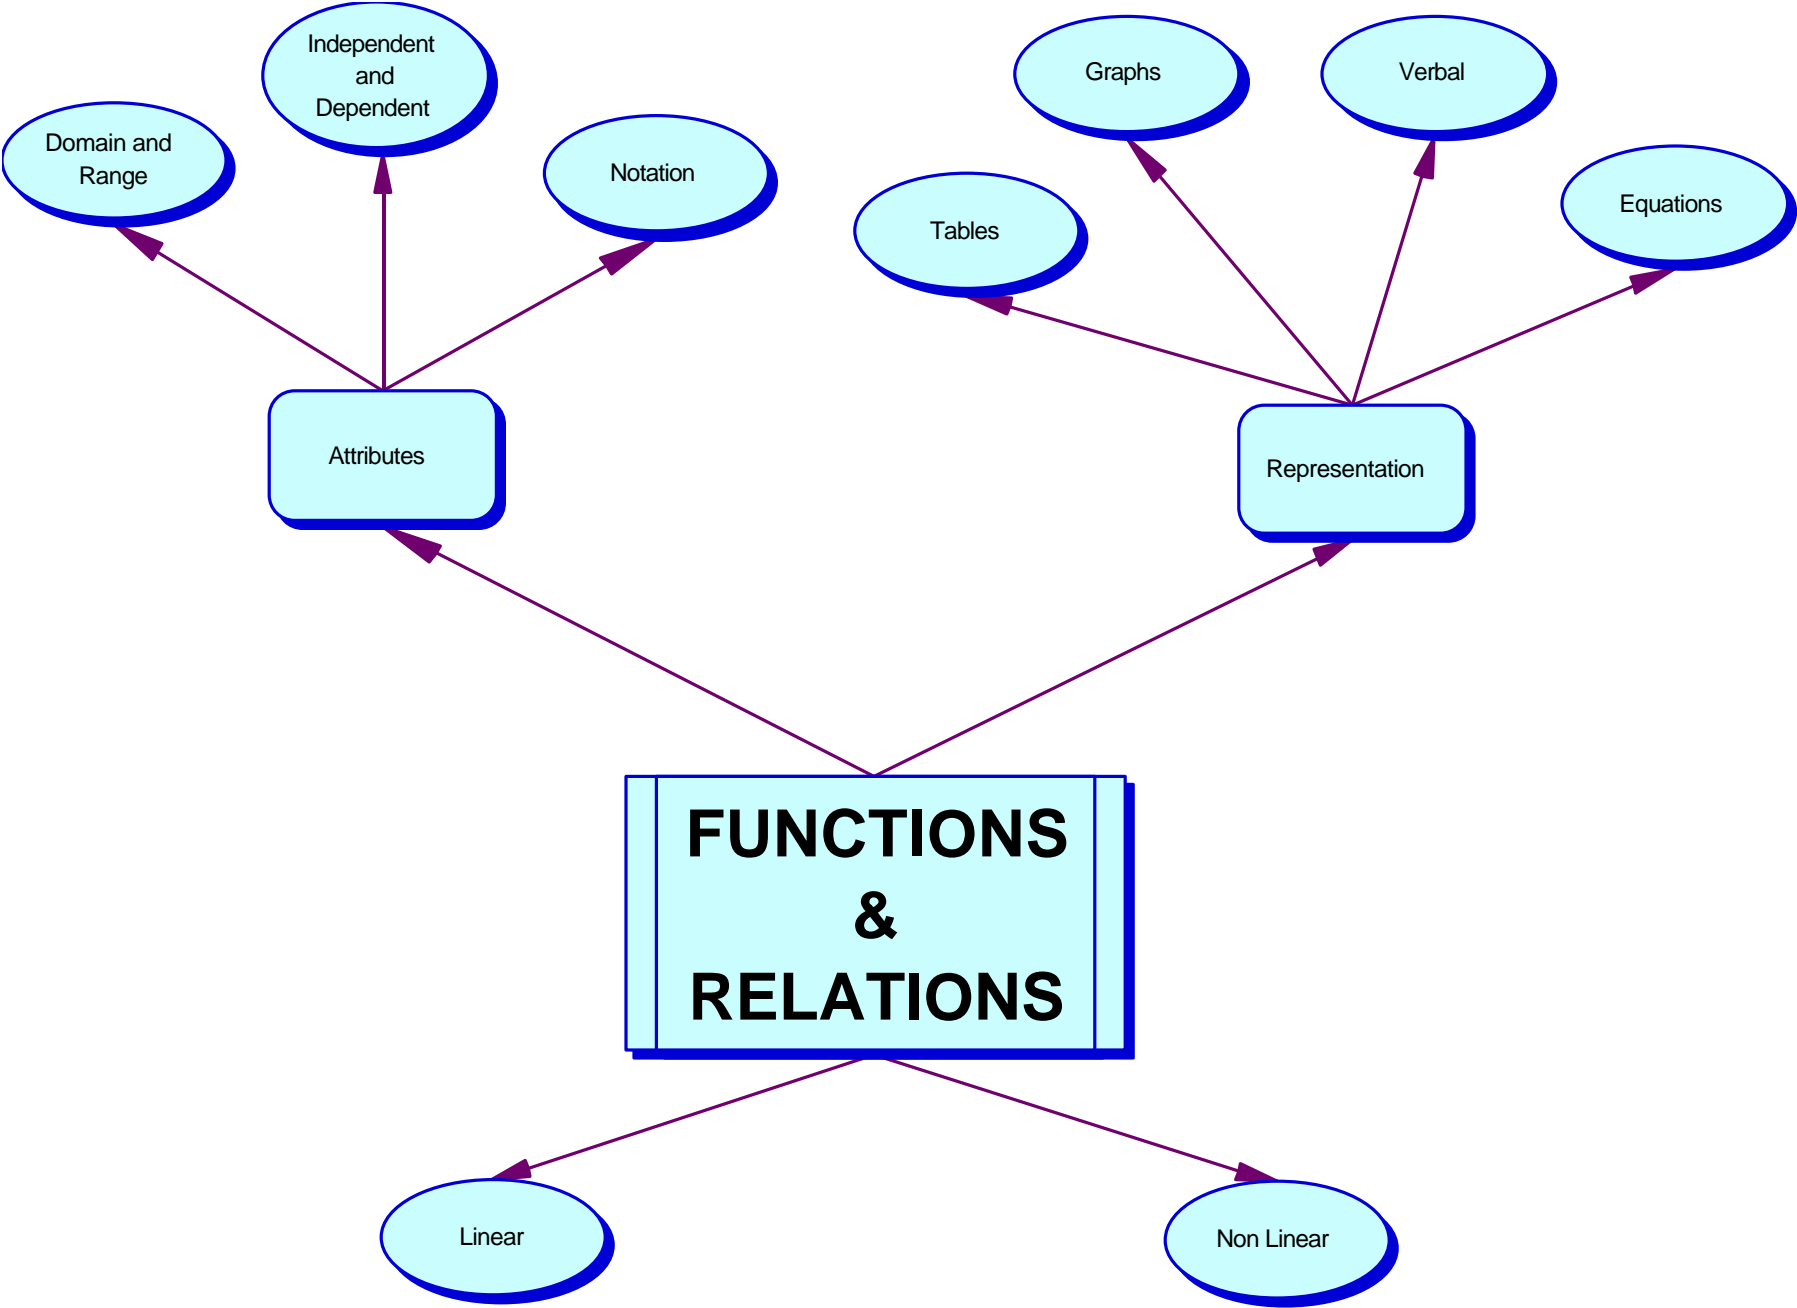 Independent
and
Dependent
Domain and
Range
Notation
Graphs
Verbal
Tables
Equations
Attributes
Representation
FUNCTIONS
&
RELATIONS
Linear
Non Linear